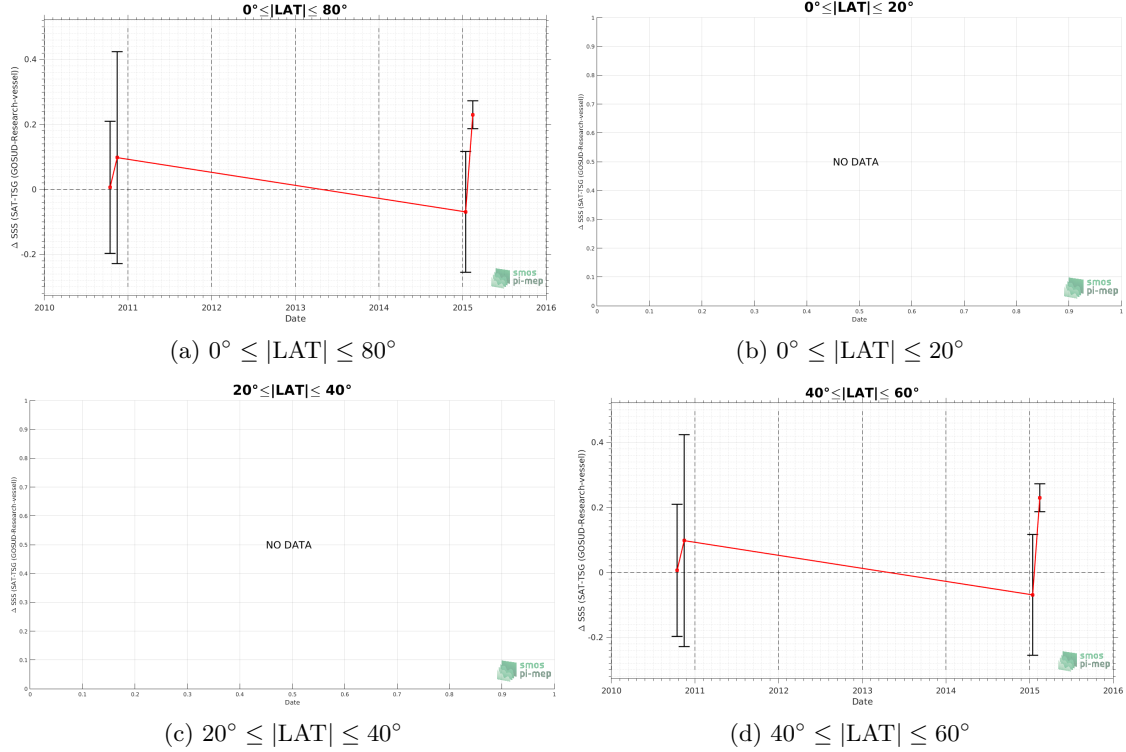 0°≤|LAT|≤ 80°
Δ SSS (SAT-TSG (GOSUD-Research-vessel))
0.4
0.2
0
-0.2
2010 2011 2012 2013 2014 2015 2016
Date
smos
pi-mep
(a) 0° ≤ |LAT| ≤ 80°
0°≤|LAT|≤ 20°
Δ SSS (SAT-TSG (GOSUD-Research-vessel))
1
0.9
0.8
0.7
0.6
0.5
0.4
0.3
0.2
0.1
0
NO DATA
0 0.1 0.2 0.3 0.4 0.5 0.6 0.7 0.8 0.9 1
Date
smos
pi-mep
(b) 0° ≤ |LAT| ≤ 20°
20°≤|LAT|≤ 40°
Δ SSS (SAT-TSG (GOSUD-Research-vessel))
1
0.9
0.8
0.7
0.6
0.5
0.4
0.3
0.2
0.1
0
NO DATA
0 0.1 0.2 0.3 0.4 0.5 0.6 0.7 0.8 0.9 1
Date
smos
pi-mep
(c) 20° ≤ |LAT| ≤ 40°
40°≤|LAT|≤ 60°
Δ SSS (SAT-TSG (GOSUD-Research-vessel))
0.4
0.2
0
-0.2
2010 2011 2012 2013 2014 2015 2016
Date
smos
pi-mep
(d) 40° ≤ |LAT| ≤ 60°